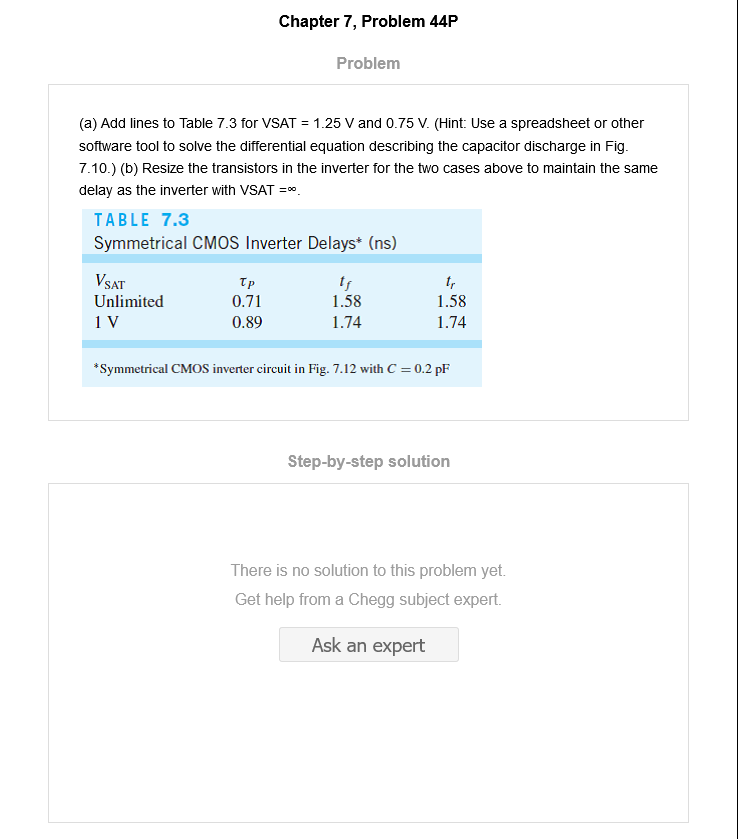 Chapter 7, Problem 44P
Problem
(a) Add lines to Table 7.3 for VSAT = 1.25 V and 0.75 V. (Hint: Use a spreadsheet or other
software tool to solve the differential equation describing the capacitor discharge in Fig.
7.10.) (b) Resize the transistors in the inverter for the two cases above to maintain the same
delay as the inverter with VSAT =∞.
TABLE 7.3
Symmetrical CMOS Inverter Delays* (ns)
VSAT τP tf tr
Unlimited 0.71 1.58 1.58
1 V 0.89 1.74 1.74
*Symmetrical CMOS inverter circuit in Fig. 7.12 with C = 0.2 pF
Step-by-step solution
There is no solution to this problem yet.
Get help from a Chegg subject expert.
Ask an expert